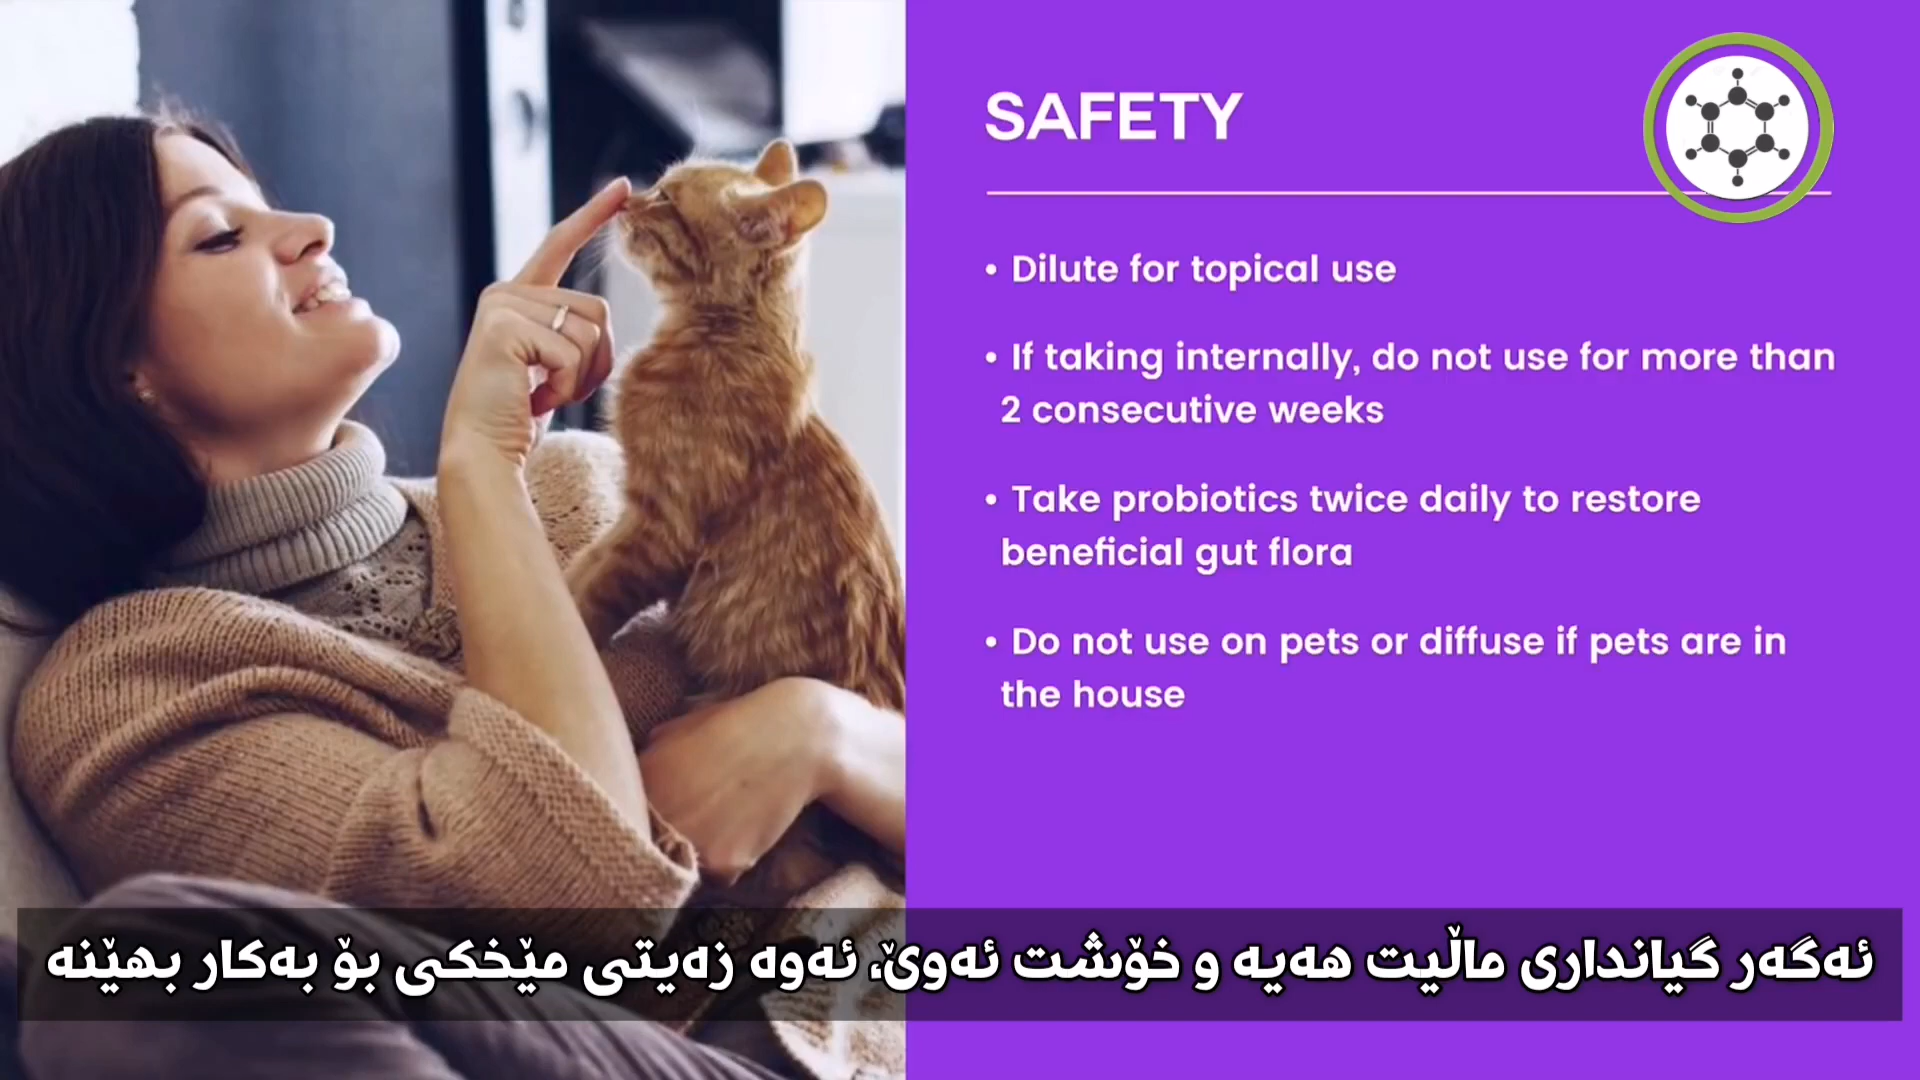 SAFETY
• Dilute for topical use
• If taking internally, do not use for more than
2 consecutive weeks
• Take probiotics twice daily to restore
beneficial gut flora
• Do not use on pets or diffuse if pets are in
the house
ئەگەر گیانداری ماڵیت هەیە و خۆشت ئەوێ، ئەوە زەیتی مێخکی بۆ بەکار بهێنە